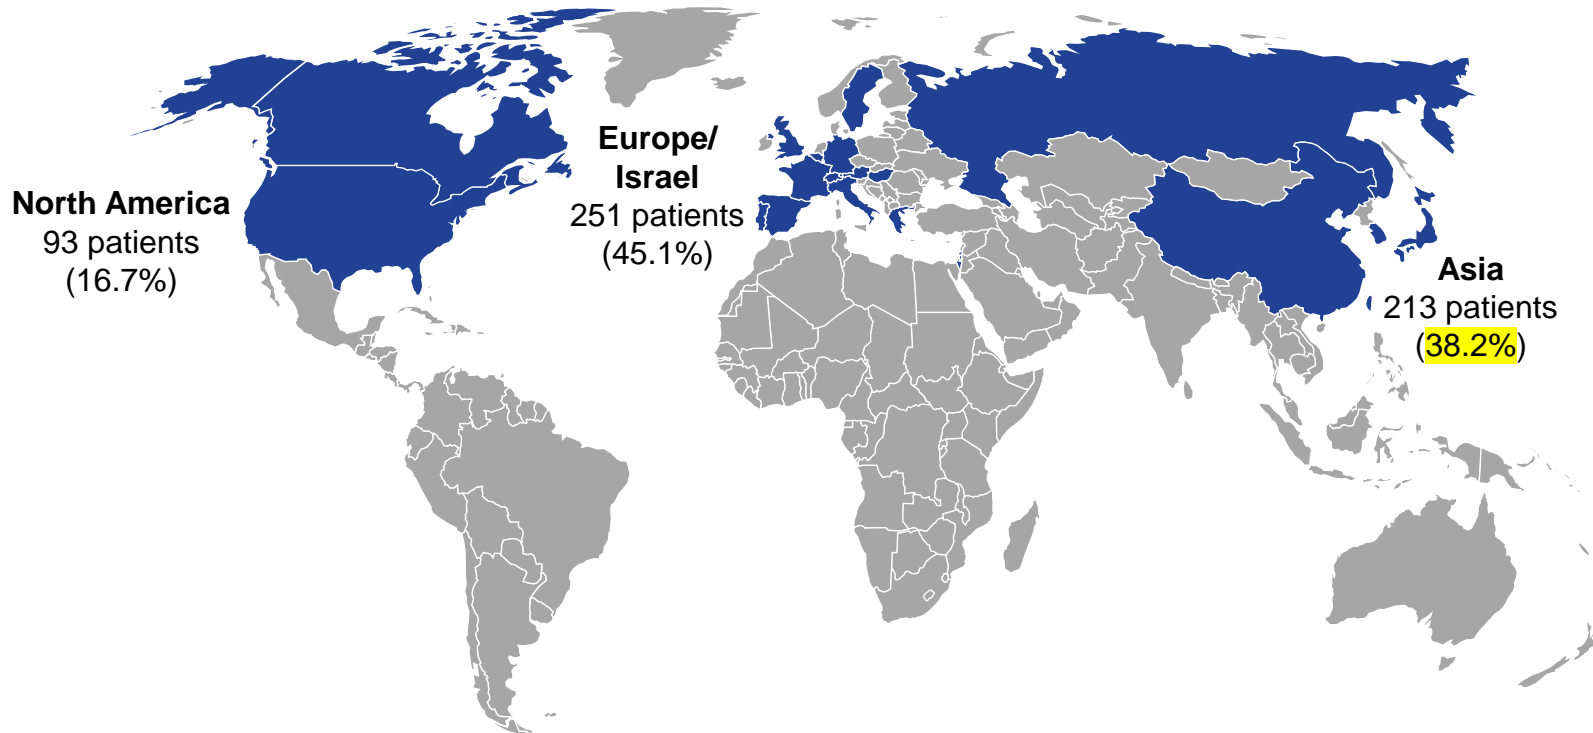 North America
93 patients
(16.7%)
Europe/
Israel
251 patients
(45.1%)
Asia
213 patients
(38.2%)